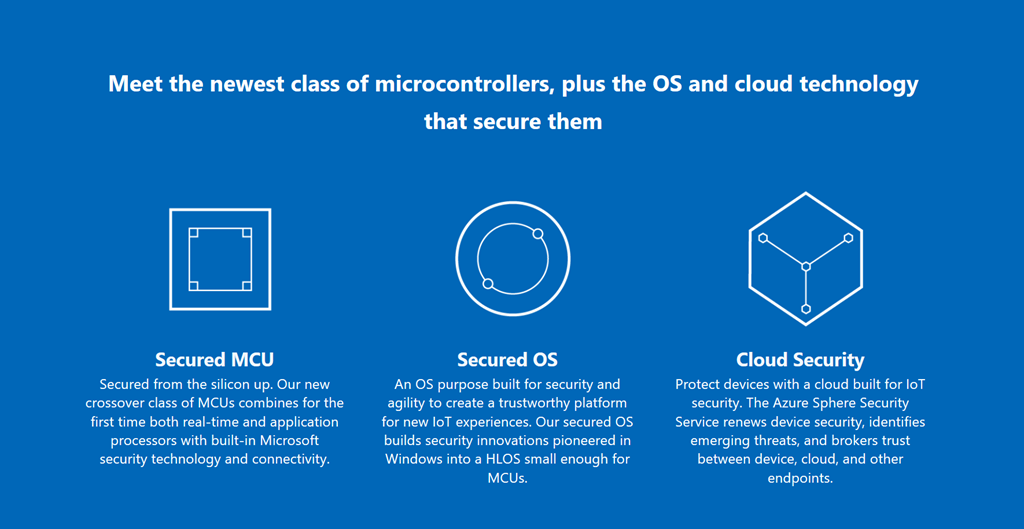 Meet the newest class of microcontrollers, plus the OS and cloud technology
that secure them
Secured MCU
Secured from the silicon up. Our new
crossover class of MCUs combines for the
first time both real-time and application
processors with built-in Microsoft
security technology and connectivity.
Secured OS
An OS purpose built for security and
agility to create a trustworthy platform
for new IoT experiences. Our secured OS
builds security innovations pioneered in
Windows into a HLOS small enough for
MCUs.
Cloud Security
Protect devices with a cloud built for IoT
security. The Azure Sphere Security
Service renews device security, identifies
emerging threats, and brokers trust
between device, cloud, and other
endpoints.